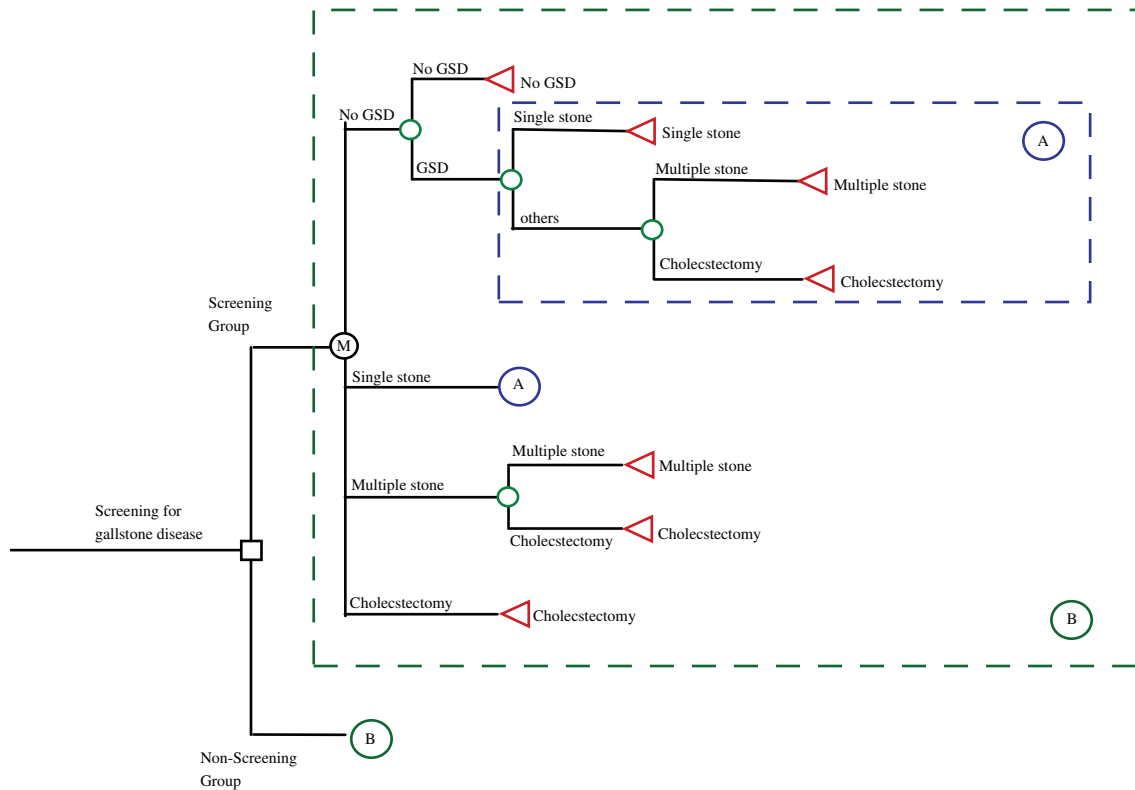 No GSD
No GSD
No GSD
GSD
Single stone
Single stone
A
Multiple stone
Multiple stone
others
Cholecstectomy
Cholecstectomy
Screening
Group
M
Single stone
A
Multiple stone
Multiple stone
Multiple stone
Cholecstectomy
Cholecstectomy
Screening for
gallstone disease
Cholecstectomy
Cholecstectomy
B
Non-Screening
Group
B